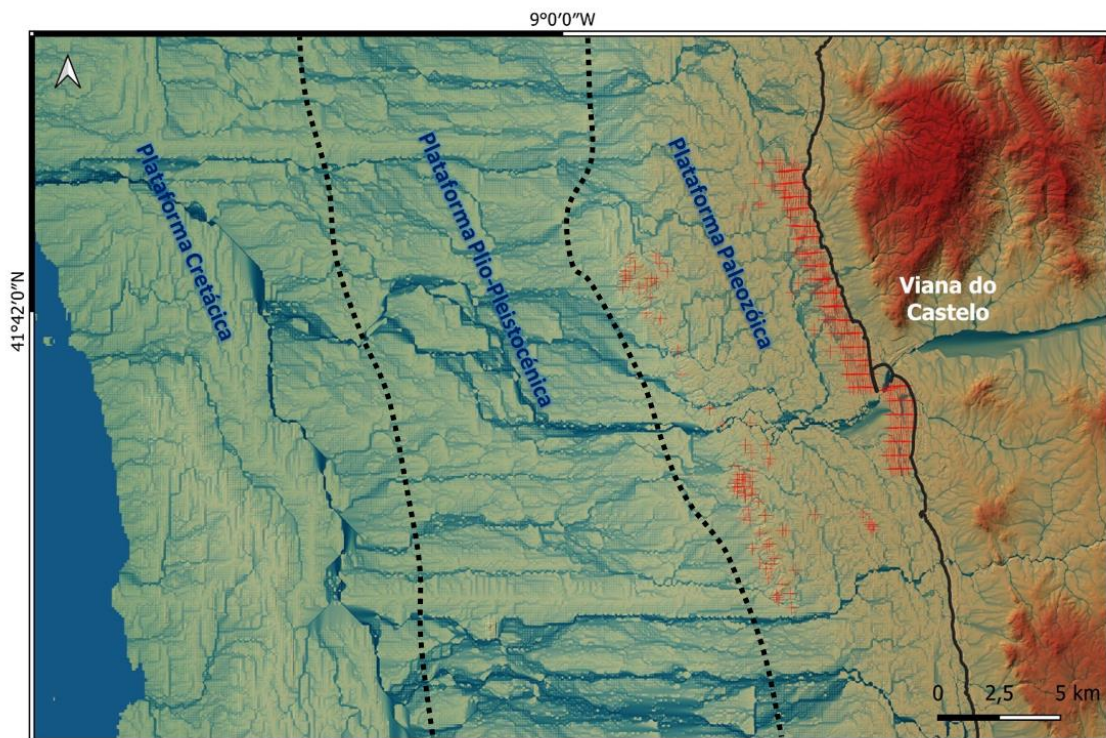 9°0′0″W
41°42′0″N
Plataforma Cretácica
Plataforma Plio-Pleistocénica
Plataforma Paleozóica
Viana do
Castelo
0 2,5 5 km